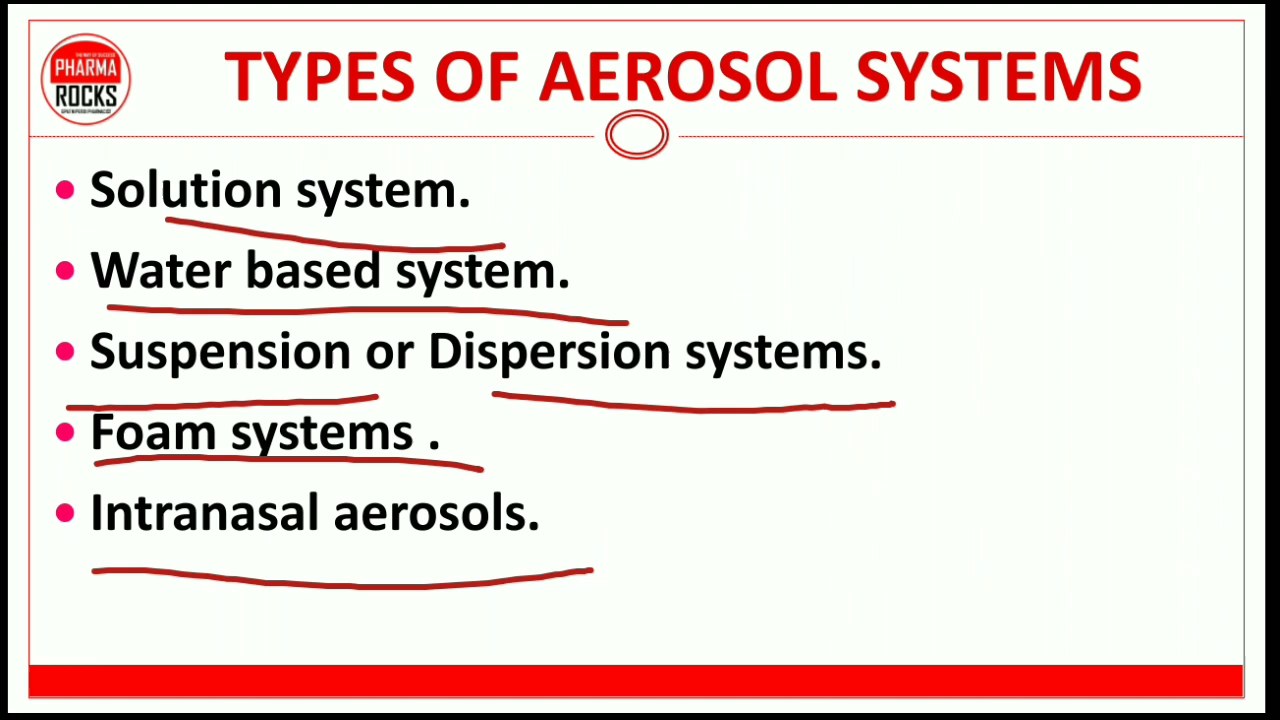 PHARMA
ROCKS
TYPES OF AEROSOL SYSTEMS
• Solution system.
• Water based system.
• Suspension or Dispersion systems.
• Foam systems .
• Intranasal aerosols.